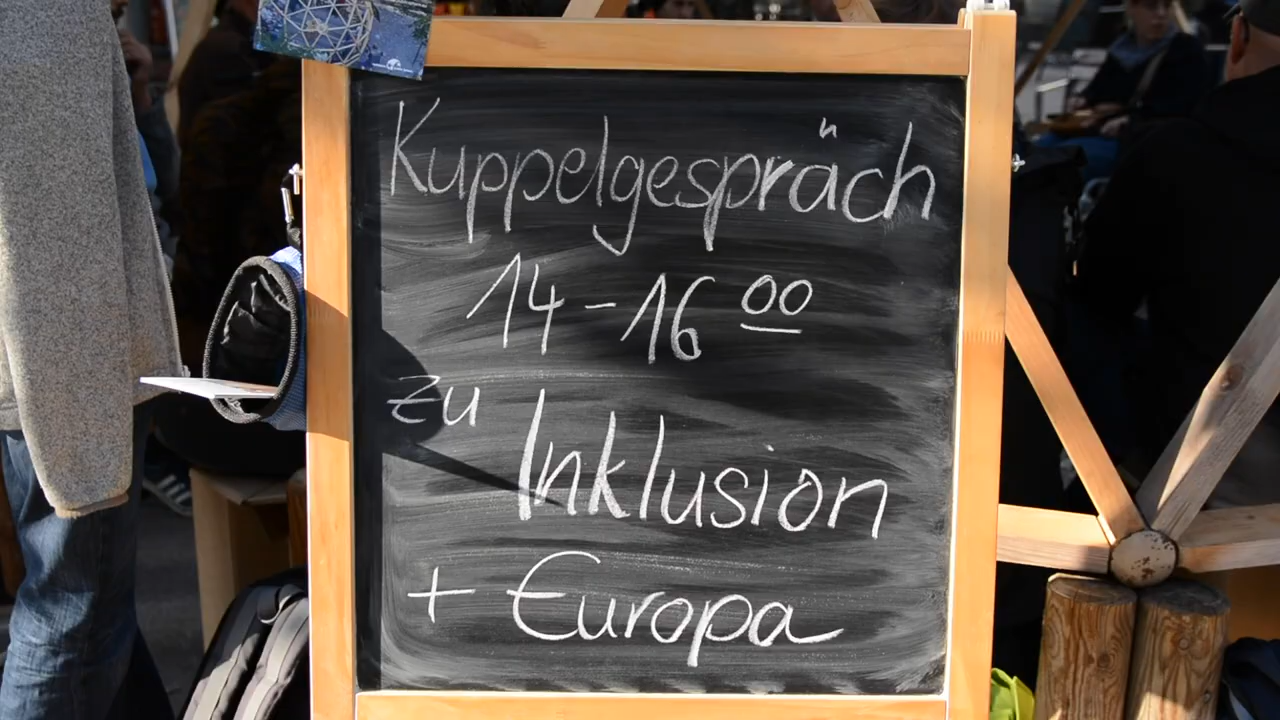 Kuppelgespräch
14-16 00
zu Inklusion
+ Europa